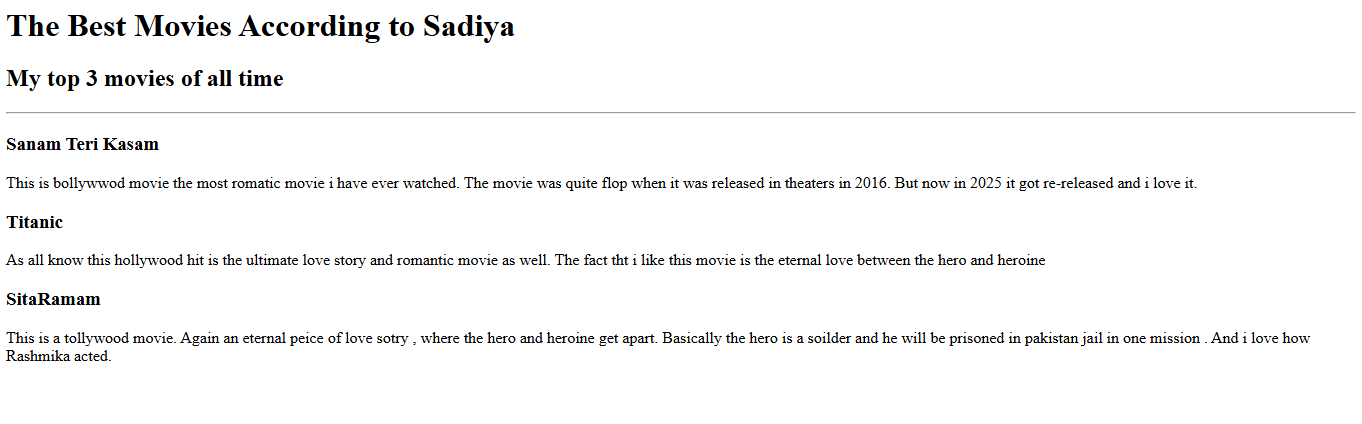 The Best Movies According to Sadiya
My top 3 movies of all time
Sanam Teri Kasam
This is bollywwod movie the most romatic movie i have ever watched. The movie was quite flop when it was released in theaters in 2016. But now in 2025 it got re-released and i love it.
Titanic
As all know this hollywood hit is the ultimate love story and romantic movie as well. The fact tht i like this movie is the eternal love between the hero and heroine
SitaRamam
This is a tollywood movie. Again an eternal peice of love sotry , where the hero and heroine get apart. Basically the hero is a soilder and he will be prisoned in pakistan jail in one mission . And i love how
Rashmika acted.